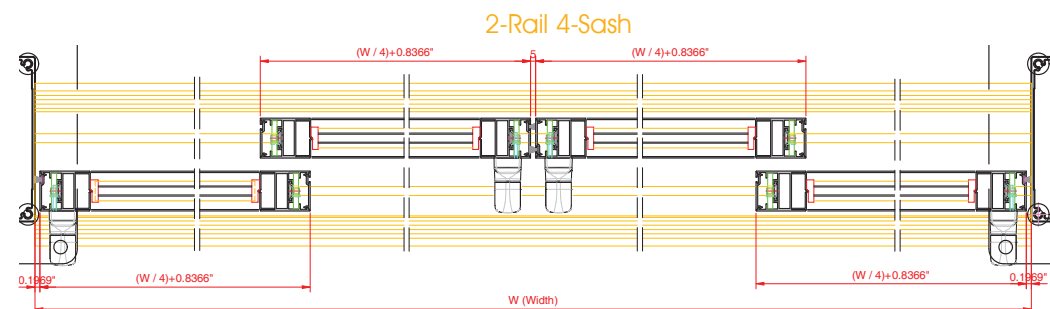 2-Rail 4-Sash
(W / 4)+0.8366"
5
(W / 4)+0.8366"
0.1969"
(W / 4)+0.8366"
(W / 4)+0.8366"
0.1969"
W (Width)